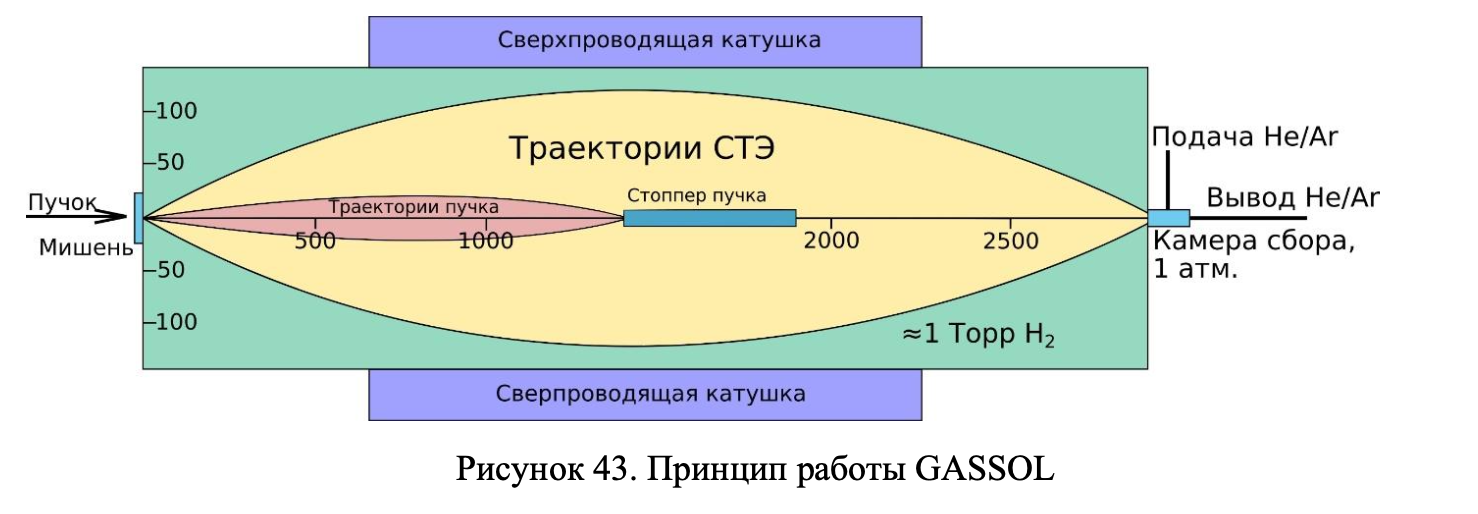 Сверхпроводящая катушка
100
50
Траектории СТЭ
Подача He/Ar
Пучок
Траектории пучка
Стоппер пучка
Вывод He/Ar
Мишень
500
1000
2000
2500
Камера сбора,
1 атм.
50
100
≈1 Торр H₂
Сверпроводящая катушка
Рисунок 43. Принцип работы GASSOL